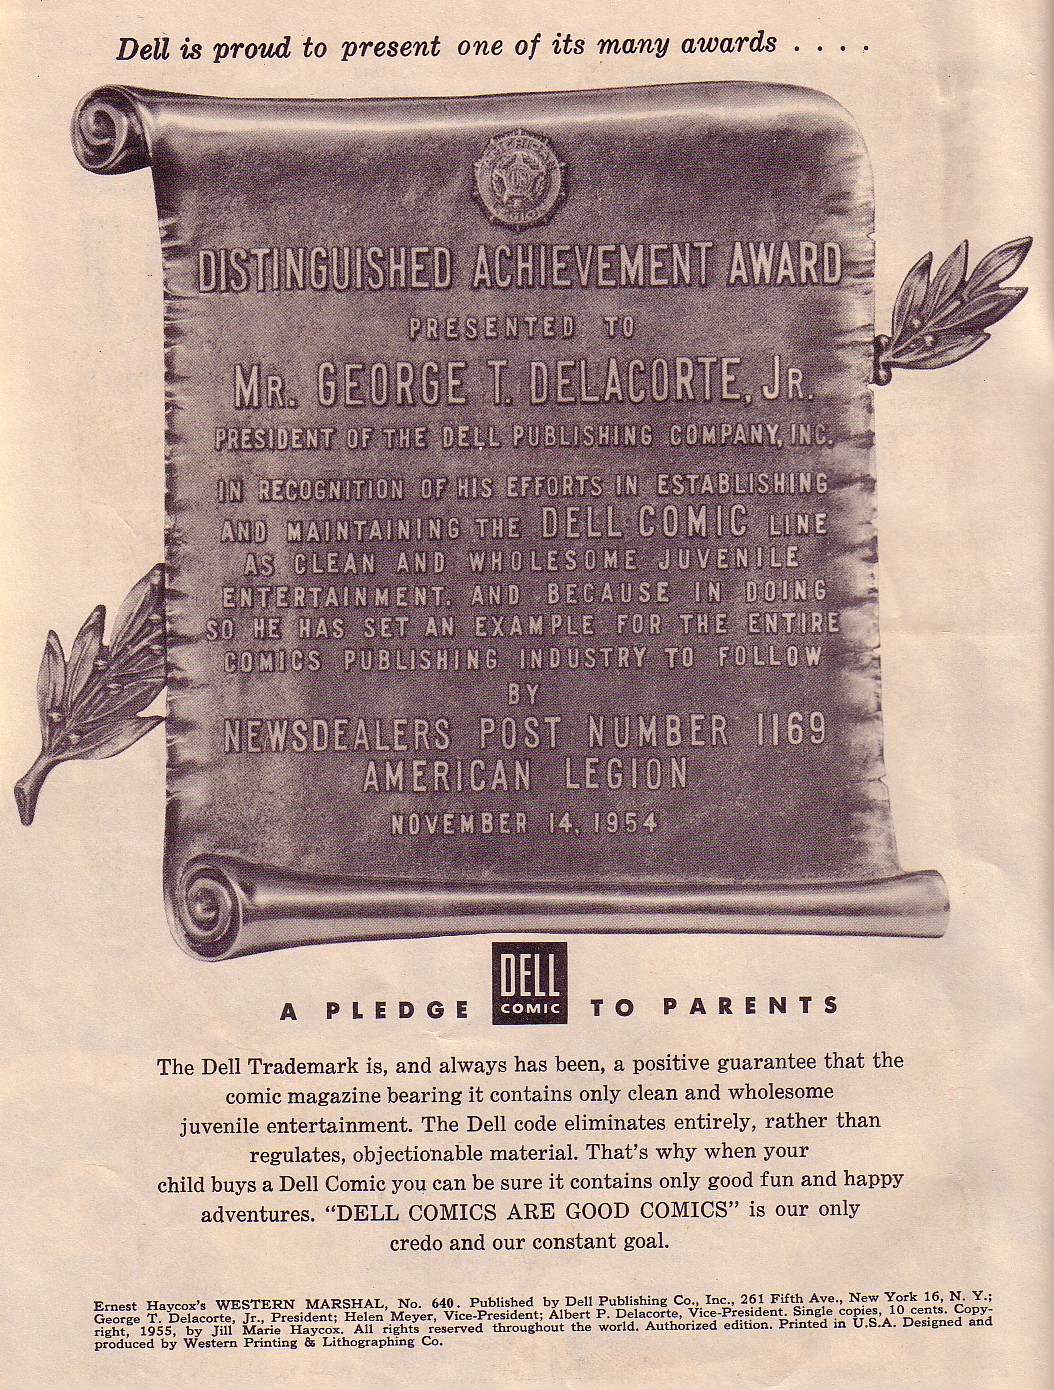 Dell is proud to present one of its many awards . . . .
AMERICAN
US
LEGION
DISTINGUISHED ACHIEVEMENT AWARD
PRESENTED TO
MR. GEORGE T. DELACORTE, JR.
PRESIDENT OF THE DELL PUBLISHING COMPANY, INC.
IN RECOGNITION OF HIS EFFORTS IN ESTABLISHING
AND MAINTAINING THE DELL COMIC LINE
AS CLEAN AND WHOLESOME JUVENILE
ENTERTAINMENT. AND BECAUSE IN DOING
SO HE HAS SET AN EXAMPLE FOR THE ENTIRE
COMICS PUBLISHING INDUSTRY TO FOLLOW
BY
NEWSDEALERS POST NUMBER 1169
AMERICAN LEGION
NOVEMBER 14, 1954
DELL
COMIC
A PLEDGE TO PARENTS
The Dell Trademark is, and always has been, a positive guarantee that the
comic magazine bearing it contains only clean and wholesome
juvenile entertainment. The Dell code eliminates entirely, rather than
regulates, objectionable material. That's why when your
child buys a Dell Comic you can be sure it contains only good fun and happy
adventures. “DELL COMICS ARE GOOD COMICS” is our only
credo and our constant goal.
Ernest Haycox's WESTERN MARSHAL, No. 640. Published by Dell Publishing Co., Inc., 261 Fifth Ave., New York 16, N. Y.;
George T. Delacorte, Jr., President; Helen Meyer, Vice-President; Albert P. Delacorte, Vice-President. Single copies, 10 cents. Copy-
right, 1955, by Jill Marie Haycox. All rights reserved throughout the world. Authorized edition. Printed in U.S.A. Designed and
produced by Western Printing & Lithographing Co.